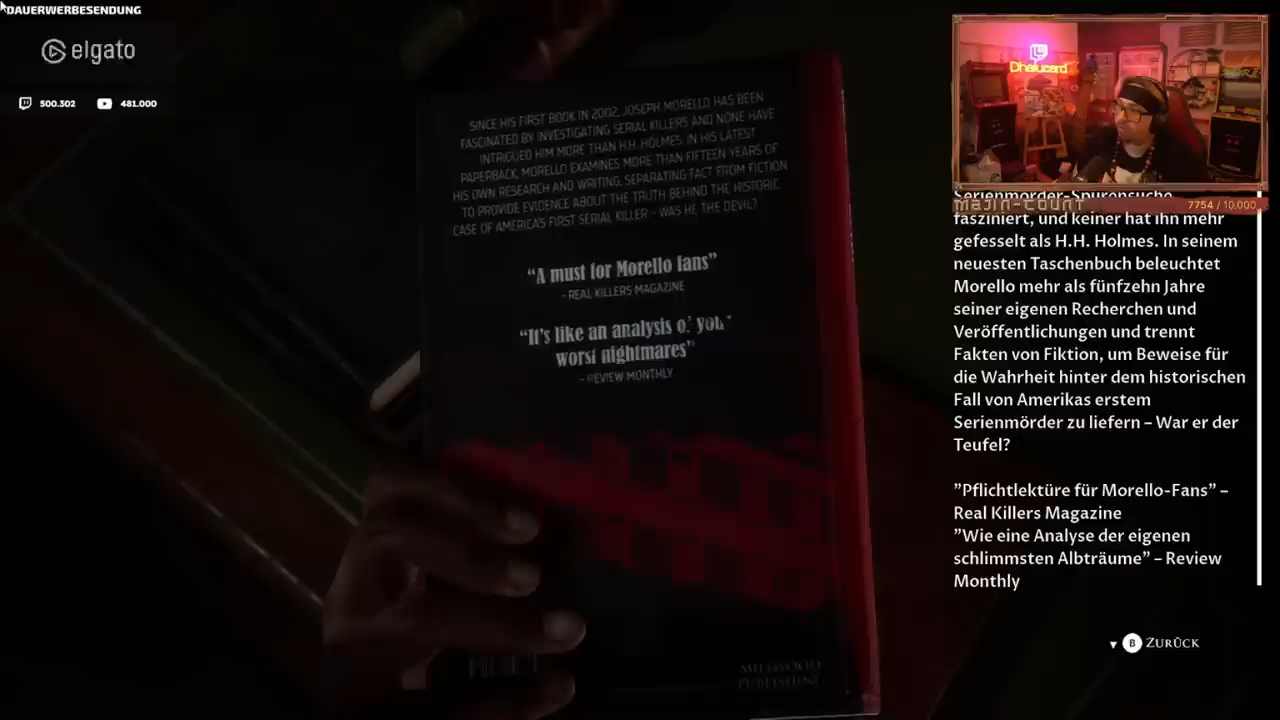 DAUERWERBESENDUNG
elgato
500.302
481.000
SINCE HIS FIRST BOOK IN 2002, JOSEPH MORELLO HAS BEEN
FASCINATED BY INVESTIGATING SERIAL KILLERS AND NONE HAVE
INTRIGUED HIM MORE THAN H.H. HOLMES. IN HIS LATEST
PAPERBACK, MORELLO EXAMINES MORE THAN FIFTEEN YEARS OF
HIS OWN RESEARCH AND WRITING, SEPARATING FACT FROM FICTION
TO PROVIDE EVIDENCE ABOUT THE TRUTH BEHIND THE HISTORIC
CASE OF AMERICA'S FIRST SERIAL KILLER - WAS HE THE DEVIL?
“A must for Morello fans”
- REAL KILLERS MAGAZINE
“It's like an analysis of your
worst nightmares”
- REVIEW MONTHLY
PUBLISHING
Dhalucard
Serienmörder-Spurensuche
majin-count
7754 / 10.000
fasziniert, und keiner hat ihn mehr
gefesselt als H.H. Holmes. In seinem
neuesten Taschenbuch beleuchtet
Morello mehr als fünfzehn Jahre
seiner eigenen Recherchen und
Veröffentlichungen und trennt
Fakten von Fiktion, um Beweise für
die Wahrheit hinter dem historischen
Fall von Amerikas erstem
Serienmörder zu liefern – War er der
Teufel?
”Pflichtlektüre für Morello-Fans” –
Real Killers Magazine
”Wie eine Analyse der eigenen
schlimmsten Albträume” – Review
Monthly
B ZURÜCK